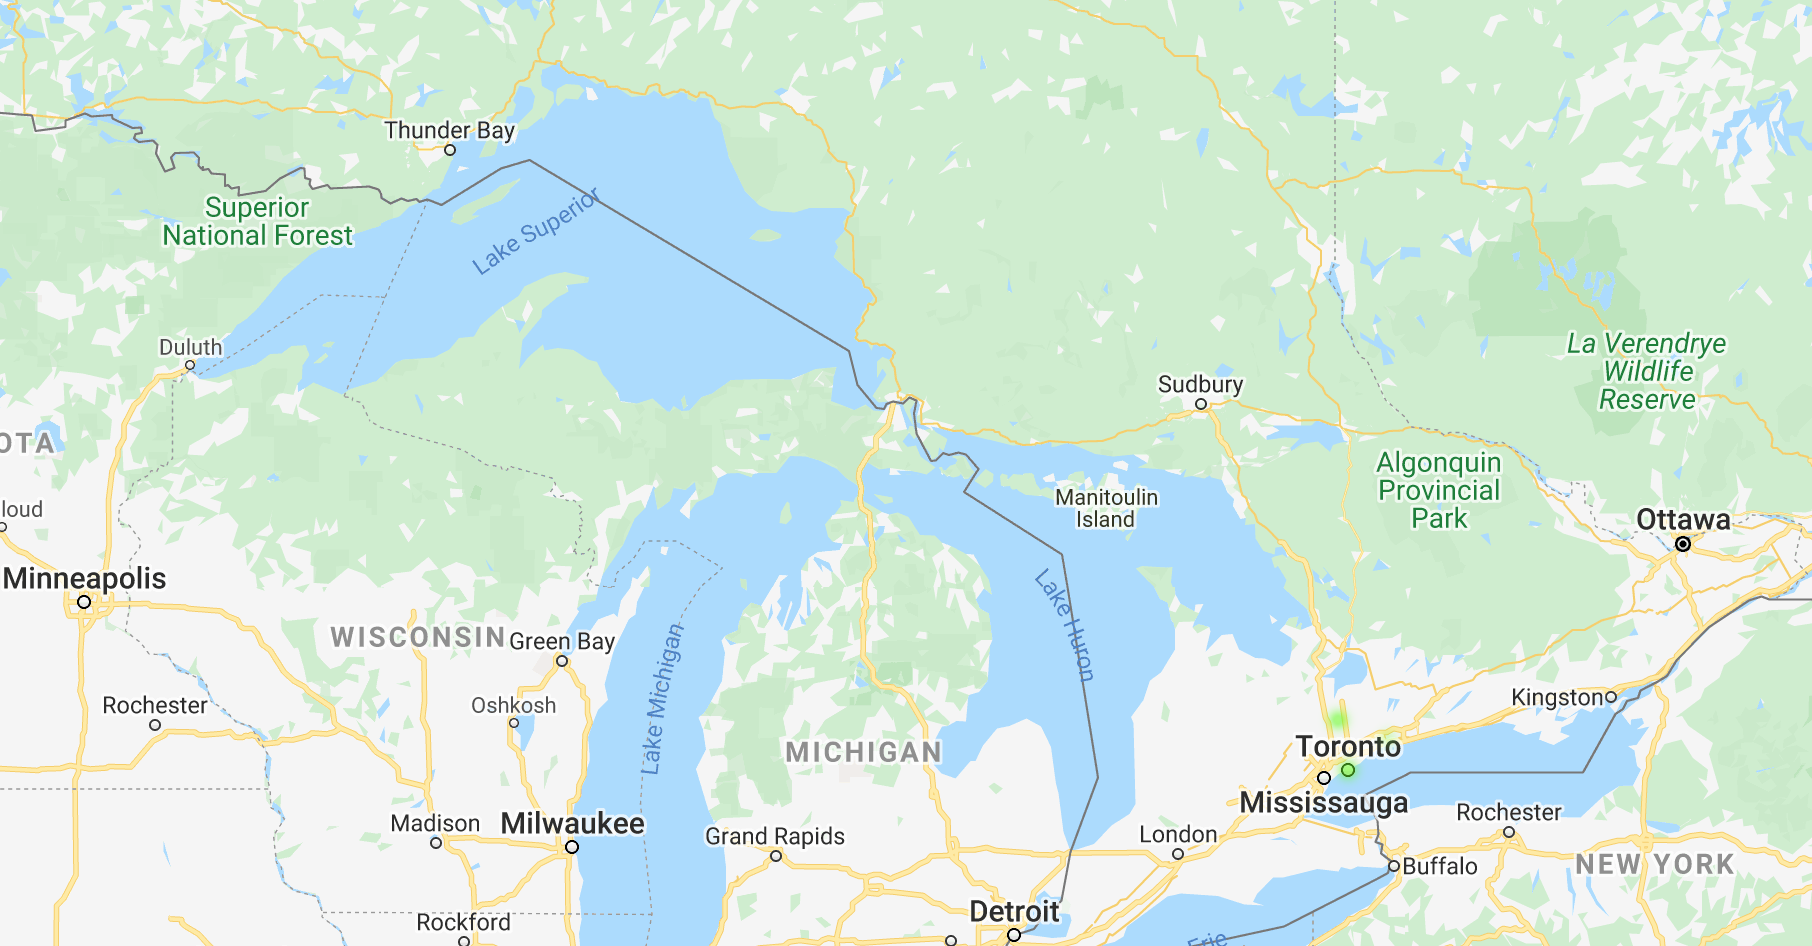 Thunder Bay
Superior
National Forest
Lake Superior
Duluth
La Verendrye
Wildlife
Reserve
Sudbury
OTA
Algonquin
Provincial
Park
Manitoulin
Island
loud
Ottawa
Minneapolis
Lake Huron
WISCONSIN
Green Bay
Lake Michigan
Rochester
Oshkosh
Kingston
MICHIGAN
Toronto
Mississauga
Madison
Milwaukee
Grand Rapids
London
Rochester
Buffalo
NEW YORK
Rockford
Detroit
Erie